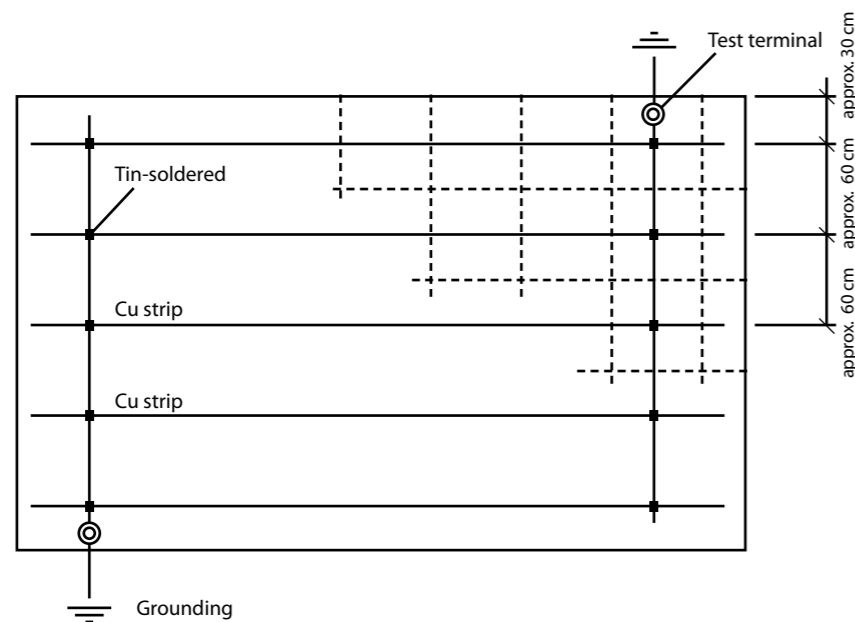 Test terminal
approx. 30 cm
Tin-soldered
approx. 60 cm
Cu strip
approx. 60 cm
Cu strip
Grounding